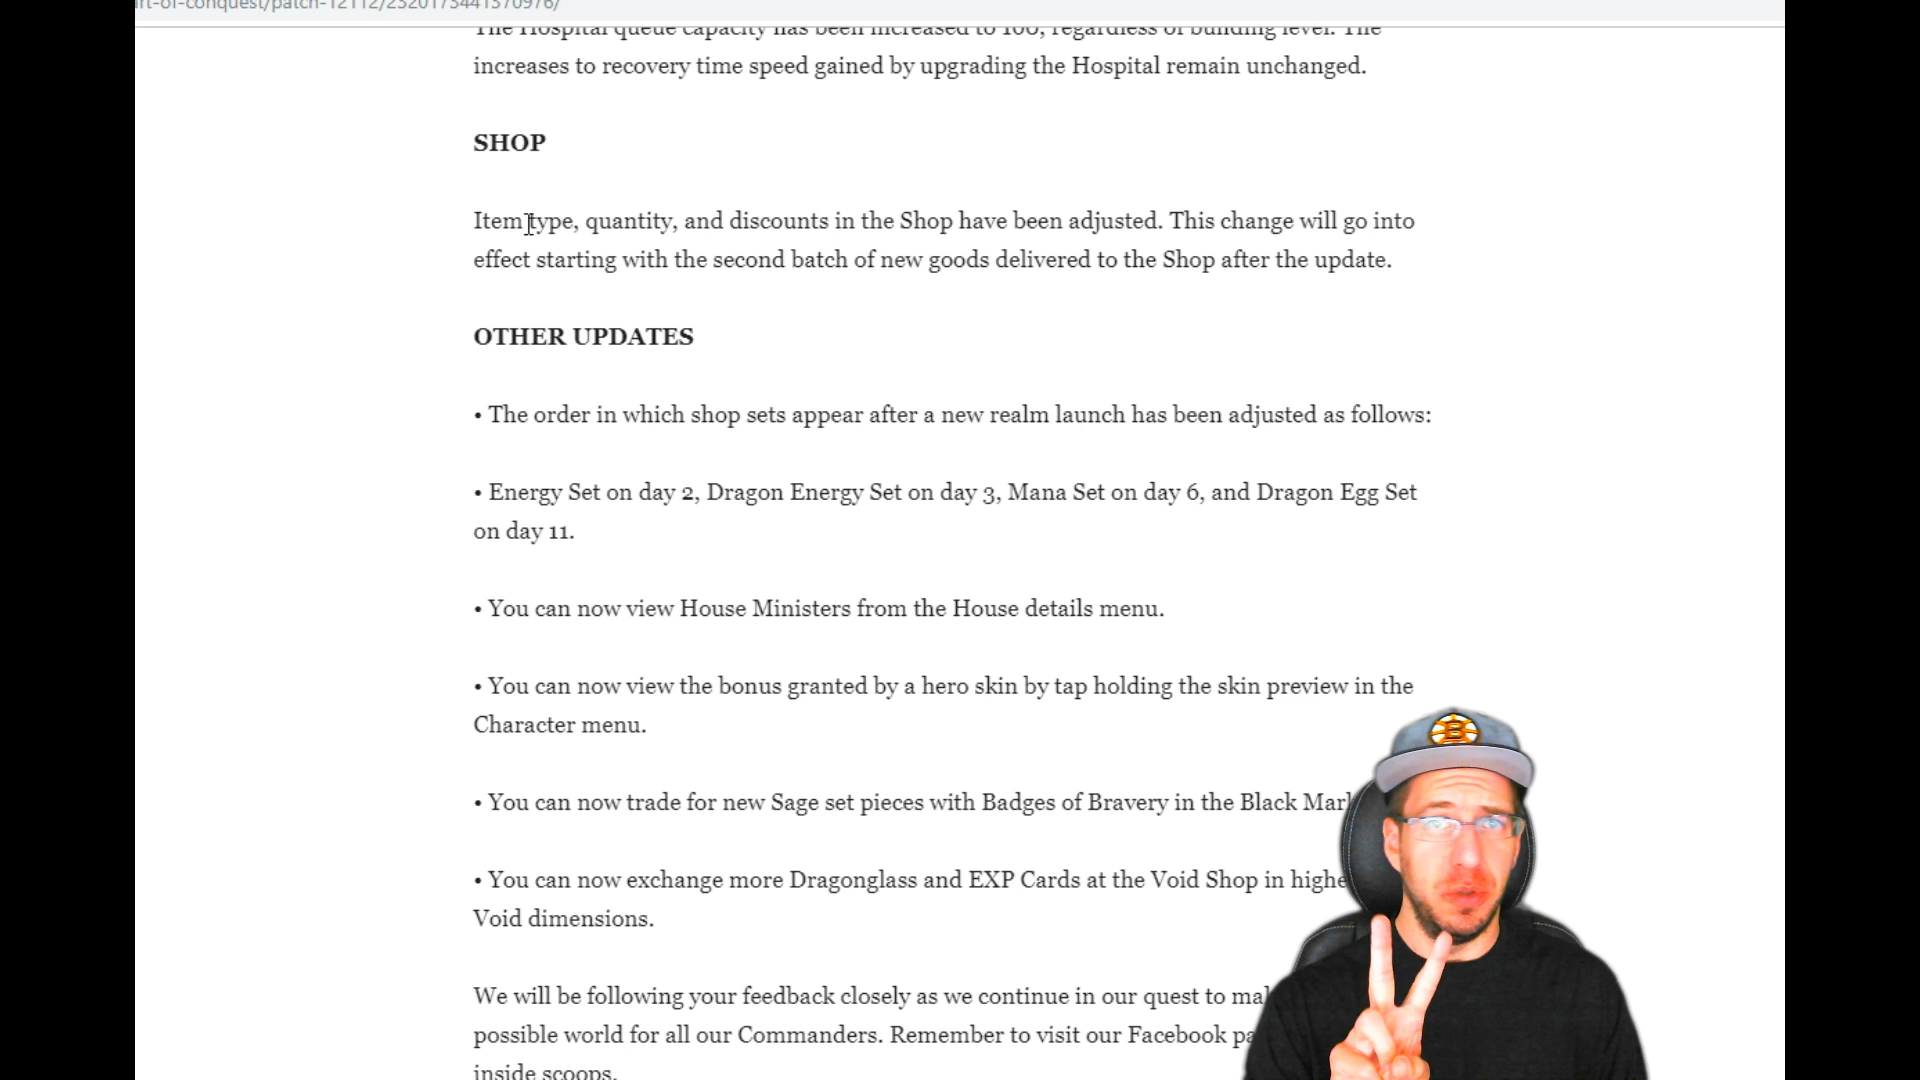 art-of-conquest/patch-12112/2320173441370976/
The Hospital queue capacity has been increased to 100, regardless of building level. The
increases to recovery time speed gained by upgrading the Hospital remain unchanged.
SHOP
Item type, quantity, and discounts in the Shop have been adjusted. This change will go into
effect starting with the second batch of new goods delivered to the Shop after the update.
OTHER UPDATES
• The order in which shop sets appear after a new realm launch has been adjusted as follows:
• Energy Set on day 2, Dragon Energy Set on day 3, Mana Set on day 6, and Dragon Egg Set
on day 11.
• You can now view House Ministers from the House details menu.
• You can now view the bonus granted by a hero skin by tap holding the skin preview in the
Character menu.
• You can now trade for new Sage set pieces with Badges of Bravery in the Black
• You can now exchange more Dragonglass and EXP Cards at the Void Shop in
Void dimensions.
We will be following your feedback closely as we continue in our quest to
possible world for all our Commanders. Remember to visit our Facebook
inside scoops.
B